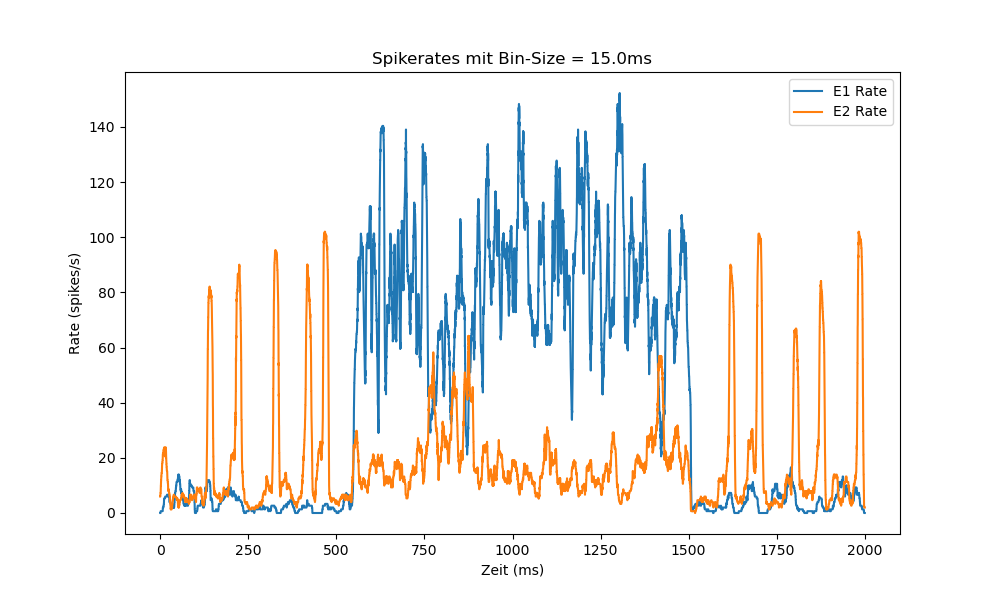 Spikerates mit Bin-Size = 15.0ms
E1 Rate
E2 Rate
Rate (spikes/s)
140
120
100
80
60
40
20
0
0 250 500 750 1000 1250 1500 1750 2000
Zeit (ms)